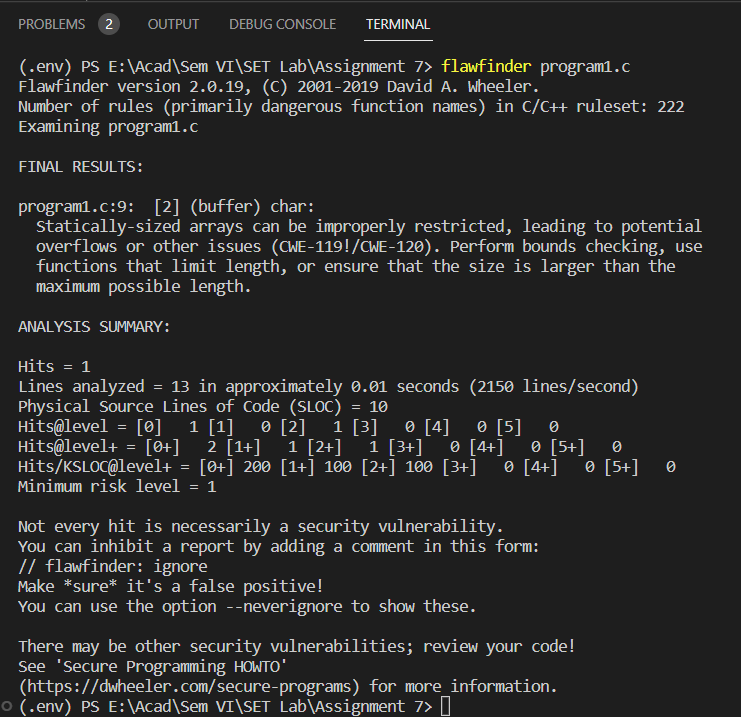 PROBLEMS 2 OUTPUT DEBUG CONSOLE TERMINAL
(.env) PS E:\Acad\Sem VI\SET Lab\Assignment 7> flawfinder program1.c
Flawfinder version 2.0.19, (C) 2001-2019 David A. Wheeler.
Number of rules (primarily dangerous function names) in C/C++ ruleset: 222
Examining program1.c

FINAL RESULTS:

program1.c:9:  [2] (buffer) char:
  Statically-sized arrays can be improperly restricted, leading to potential
  overflows or other issues (CWE-119!/CWE-120). Perform bounds checking, use
  functions that limit length, or ensure that the size is larger than the
  maximum possible length.

ANALYSIS SUMMARY:

Hits = 1
Lines analyzed = 13 in approximately 0.01 seconds (2150 lines/second)
Physical Source Lines of Code (SLOC) = 10
Hits@level = [0]   1 [1]   0 [2]   1 [3]   0 [4]   0 [5]   0
Hits@level+ = [0+]   2 [1+]   1 [2+]   1 [3+]   0 [4+]   0 [5+]   0
Hits/KSLOC@level+ = [0+] 200 [1+] 100 [2+] 100 [3+]   0 [4+]   0 [5+]   0
Minimum risk level = 1

Not every hit is necessarily a security vulnerability.
You can inhibit a report by adding a comment in this form:
// flawfinder: ignore
Make *sure* it's a false positive!
You can use the option --neverignore to show these.

There may be other security vulnerabilities; review your code!
See 'Secure Programming HOWTO'
(https://dwheeler.com/secure-programs) for more information.
(.env) PS E:\Acad\Sem VI\SET Lab\Assignment 7>